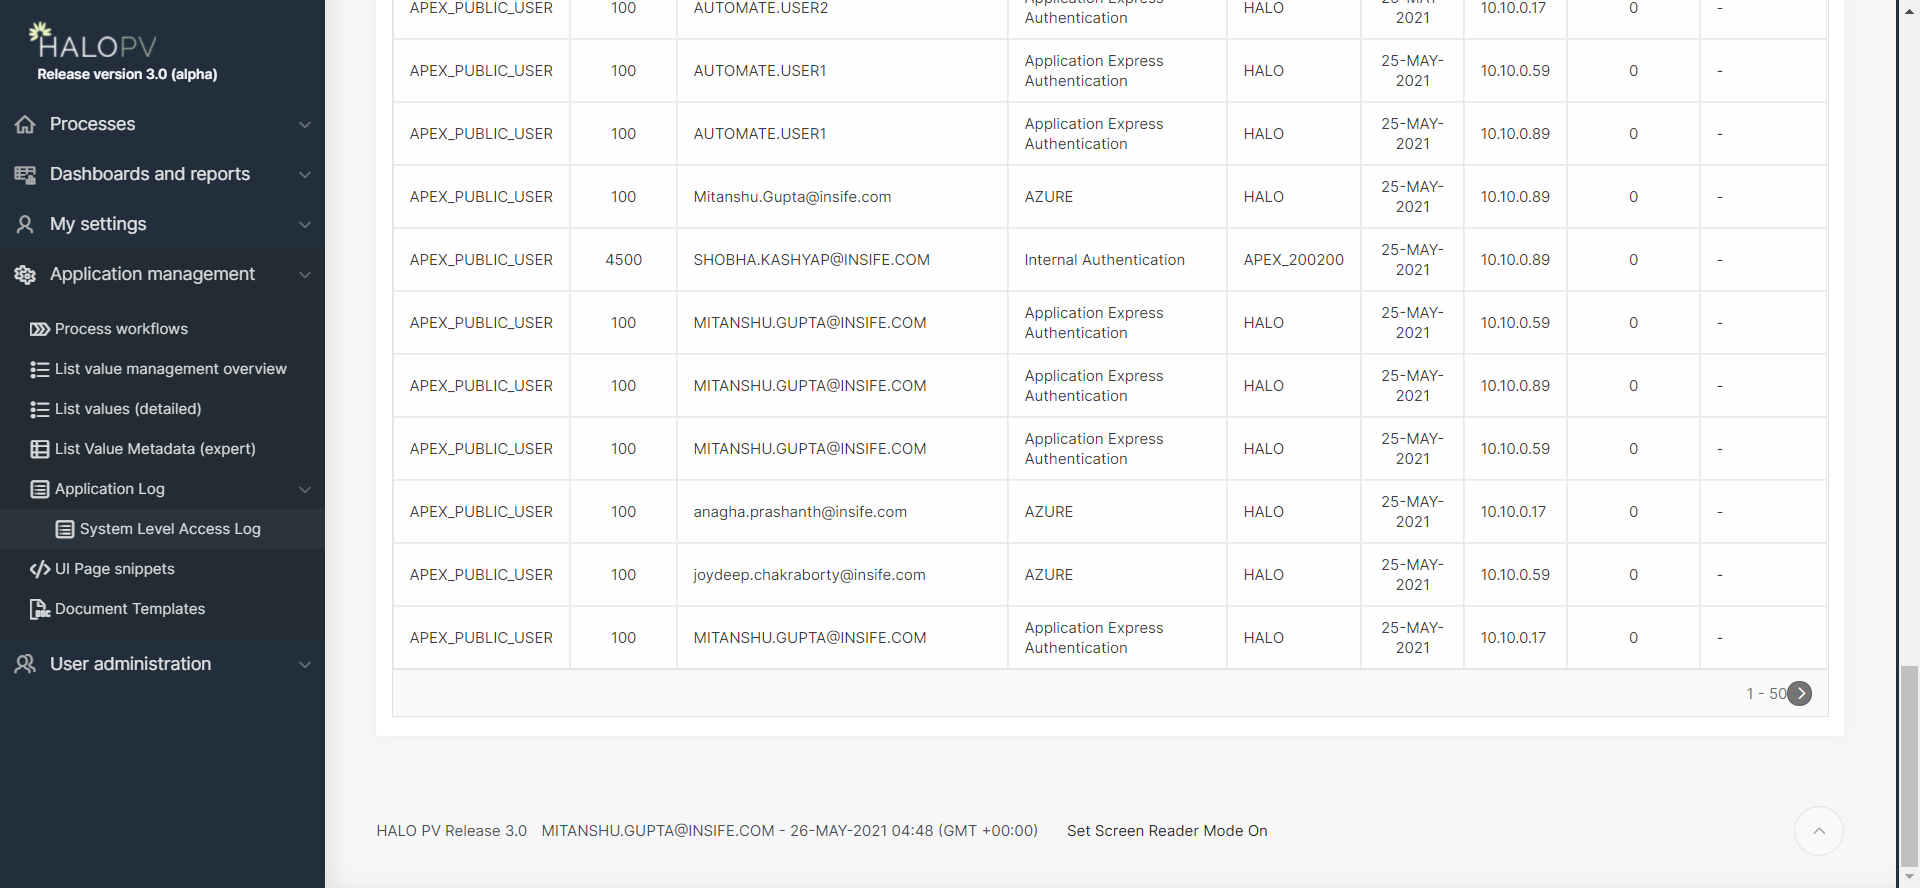 HALOPV
Release version 3.0 (alpha)
Processes
Dashboards and reports
My settings
Application management
Process workflows
List value management overview
List values (detailed)
List Value Metadata (expert)
Application Log
System Level Access Log
UI Page snippets
Document Templates
User administration
APEX_PUBLIC_USER 100 AUTOMATE.USER2 Application Express Authentication HALO 25-MAY-2021 10.10.0.17 0 -
APEX_PUBLIC_USER 100 AUTOMATE.USER1 Application Express Authentication HALO 25-MAY-2021 10.10.0.59 0 -
APEX_PUBLIC_USER 100 AUTOMATE.USER1 Application Express Authentication HALO 25-MAY-2021 10.10.0.89 0 -
APEX_PUBLIC_USER 100 Mitanshu.Gupta@insife.com AZURE HALO 25-MAY-2021 10.10.0.89 0 -
APEX_PUBLIC_USER 4500 SHOBHA.KASHYAP@INSIFE.COM Internal Authentication APEX_200200 25-MAY-2021 10.10.0.89 0 -
APEX_PUBLIC_USER 100 MITANSHU.GUPTA@INSIFE.COM Application Express Authentication HALO 25-MAY-2021 10.10.0.59 0 -
APEX_PUBLIC_USER 100 MITANSHU.GUPTA@INSIFE.COM Application Express Authentication HALO 25-MAY-2021 10.10.0.89 0 -
APEX_PUBLIC_USER 100 MITANSHU.GUPTA@INSIFE.COM Application Express Authentication HALO 25-MAY-2021 10.10.0.59 0 -
APEX_PUBLIC_USER 100 anagha.prashanth@insife.com AZURE HALO 25-MAY-2021 10.10.0.17 0 -
APEX_PUBLIC_USER 100 joydeep.chakraborty@insife.com AZURE HALO 25-MAY-2021 10.10.0.59 0 -
APEX_PUBLIC_USER 100 MITANSHU.GUPTA@INSIFE.COM Application Express Authentication HALO 25-MAY-2021 10.10.0.17 0 -
1 - 50
HALO PV Release 3.0 MITANSHU.GUPTA@INSIFE.COM - 26-MAY-2021 04:48 (GMT +00:00) Set Screen Reader Mode On